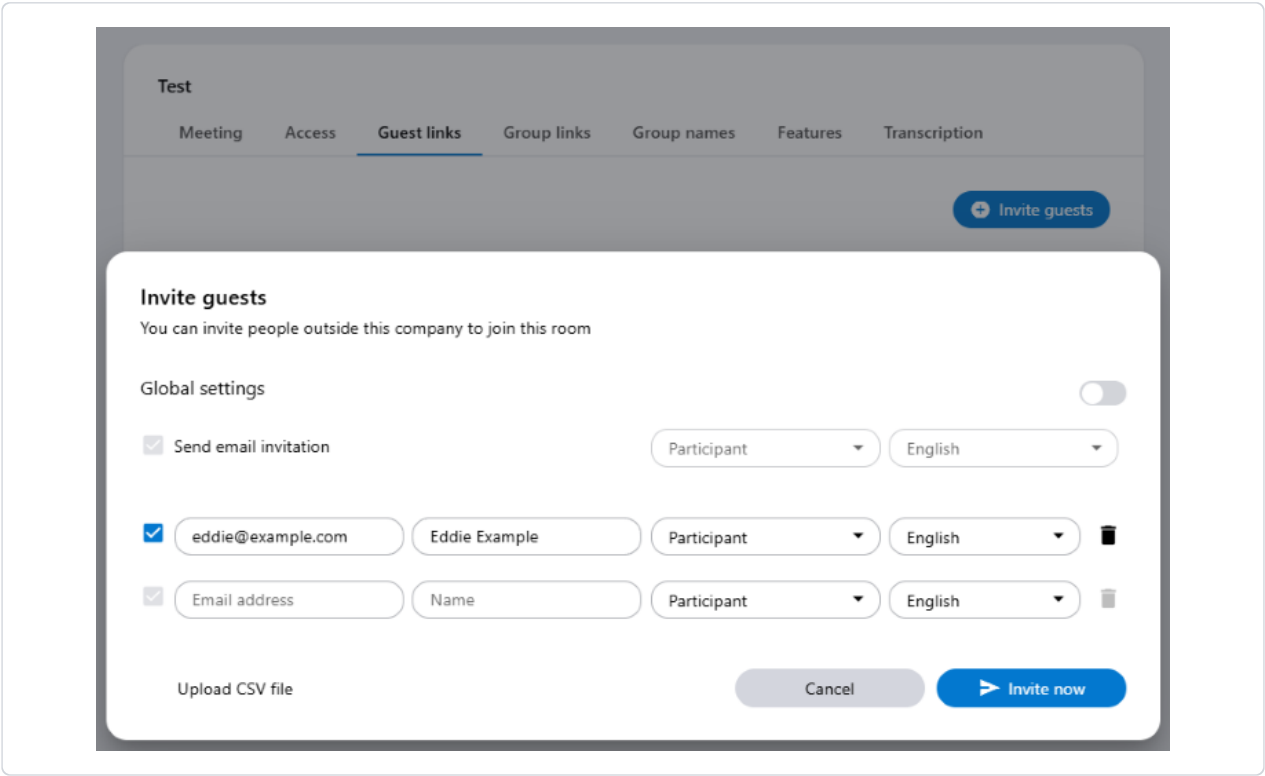 Test
Meeting Access Guest links Group links Group names Features Transcription
Invite guests
Invite guests
You can invite people outside this company to join this room
Global settings
Send email invitation Participant English
eddie@example.com Eddie Example Participant English
Email address Name Participant English
Upload CSV file Cancel Invite now